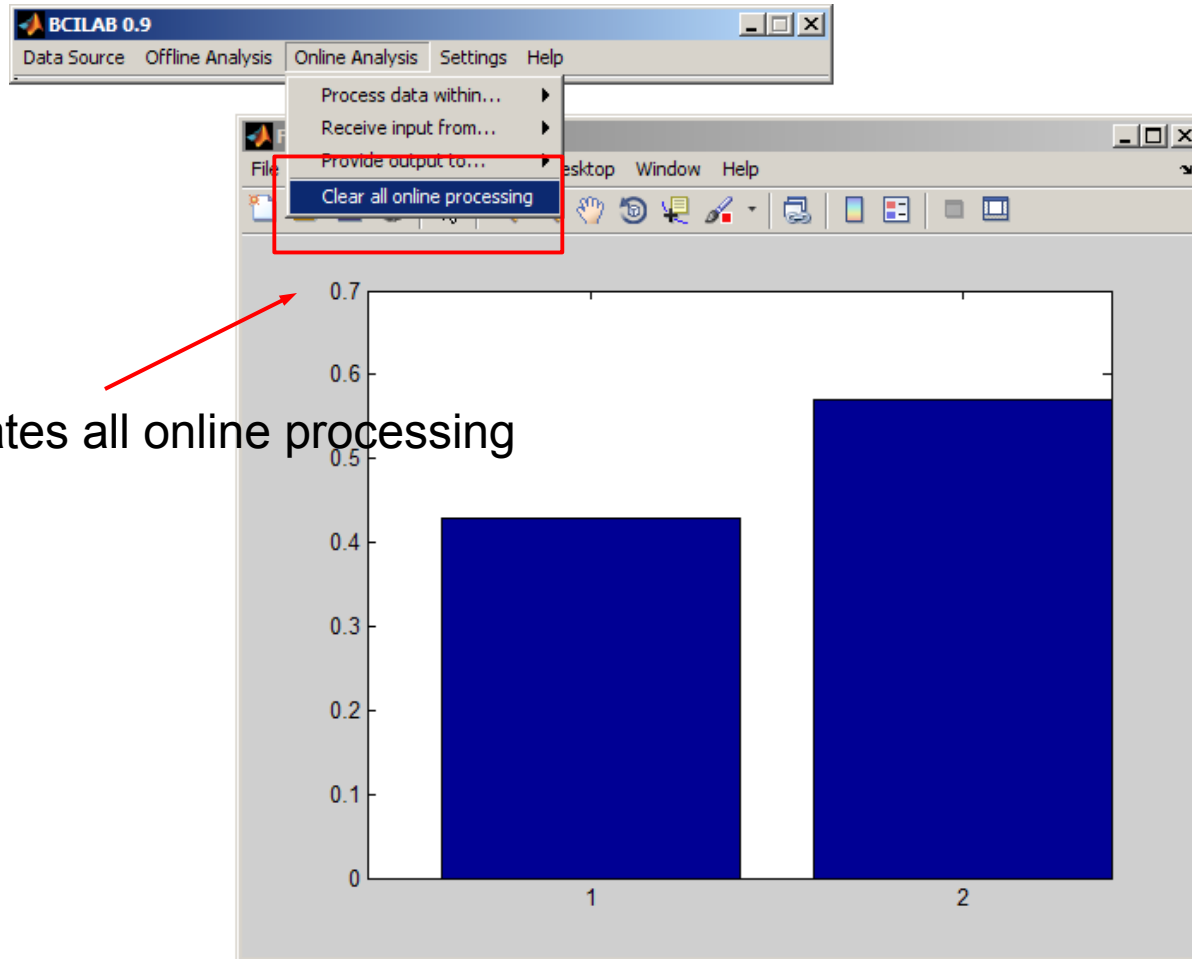 BCILAB 0.9
Data Source Offline Analysis Online Analysis Settings Help
Process data within...
Receive input from...
Provide output to...
Clear all online processing
File Window Help
0.7
0.6
all online processing
0.5
0.4
0.3
0.2
0.1
0
1 2